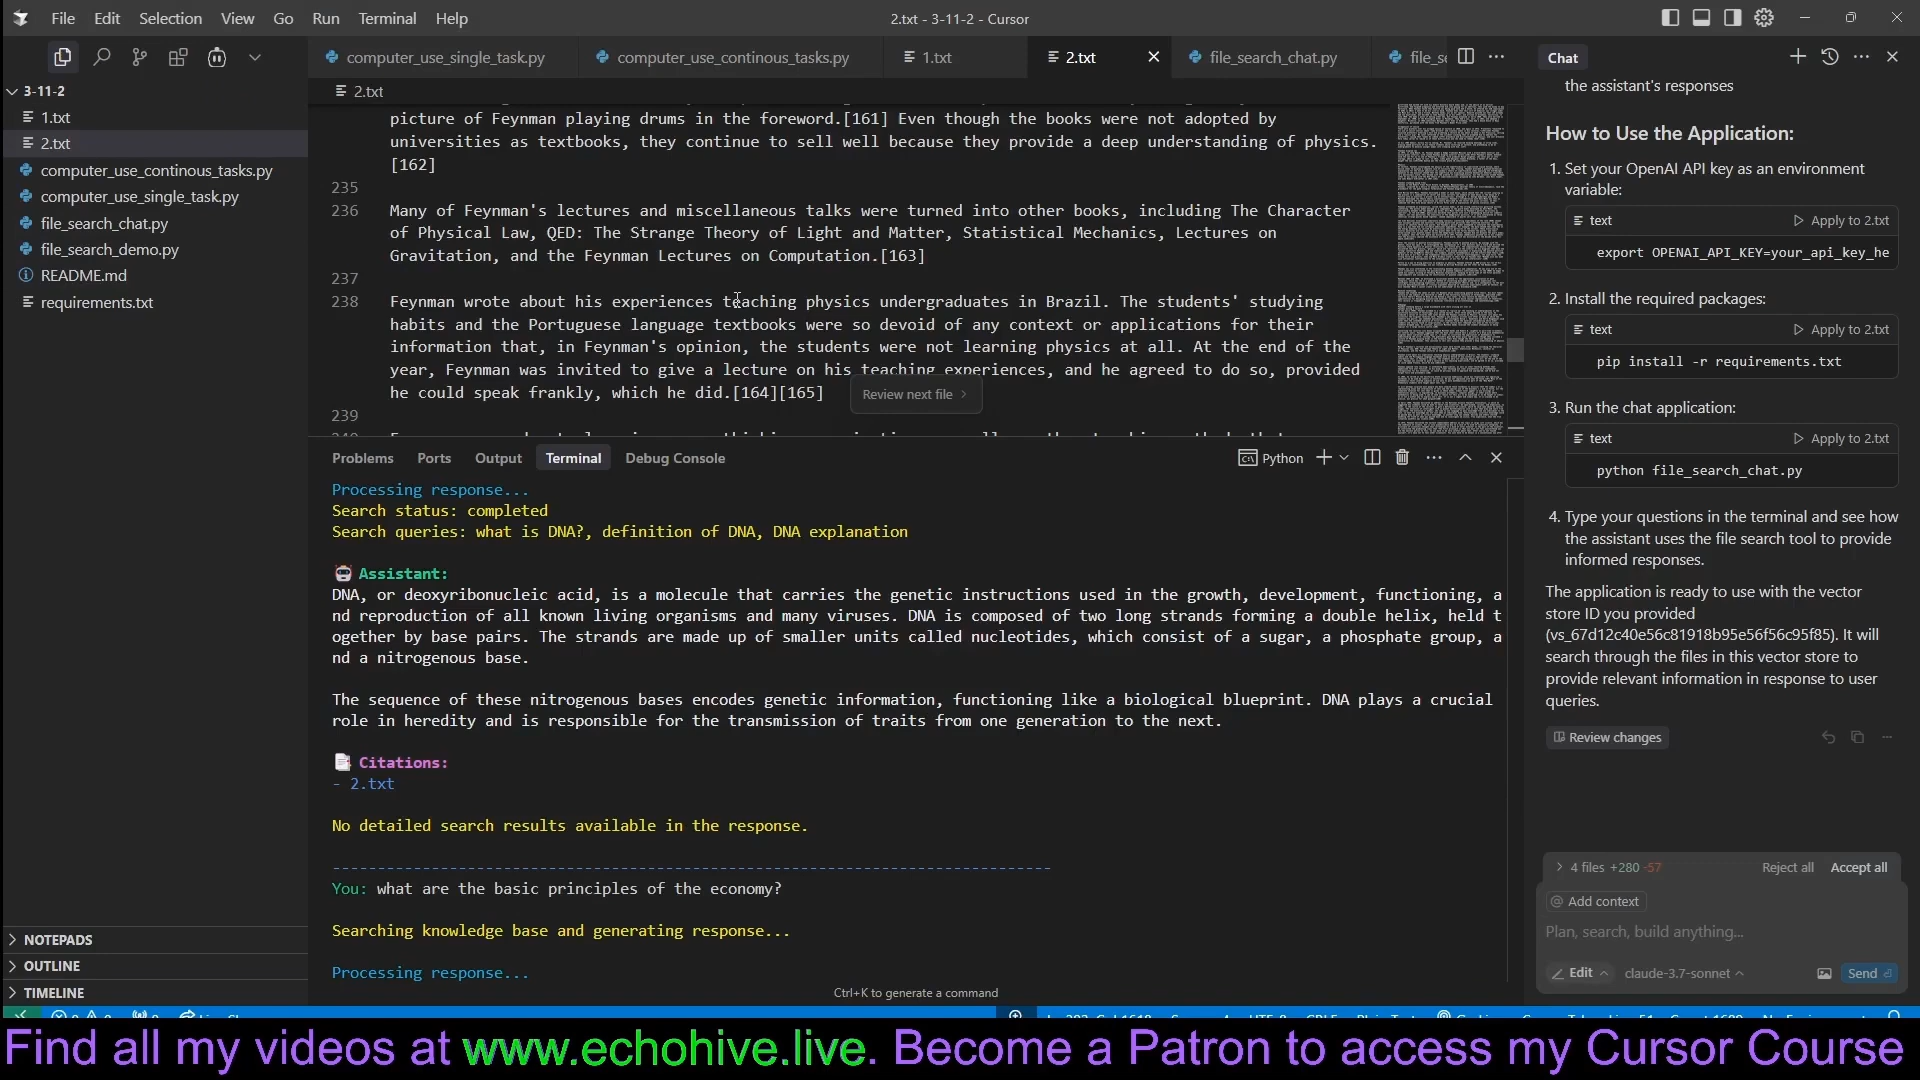 File Edit Selection View Go Run Terminal Help
2.txt - 3-11-2 - Cursor
computer_use_single_task.py computer_use_continous_tasks.py 1.txt 2.txt file_search_chat.py
Chat
3-11-2
1.txt
2.txt
computer_use_continous_tasks.py
computer_use_single_task.py
file_search_chat.py
file_search_demo.py
README.md
requirements.txt
NOTEPADS
OUTLINE
TIMELINE
2.txt
picture of Feynman playing drums in the foreword.[161] Even though the books were not adopted by
universities as textbooks, they continue to sell well because they provide a deep understanding of physics.
[162]
235
236 Many of Feynman's lectures and miscellaneous talks were turned into other books, including The Character
of Physical Law, QED: The Strange Theory of Light and Matter, Statistical Mechanics, Lectures on
Gravitation, and the Feynman Lectures on Computation.[163]
237
238 Feynman wrote about his experiences teaching physics undergraduates in Brazil. The students' studying
habits and the Portuguese language textbooks were so devoid of any context or applications for their
information that, in Feynman's opinion, the students were not learning physics at all. At the end of the
year, Feynman was invited to give a lecture on his teaching experiences, and he agreed to do so, provided
he could speak frankly, which he did.[164][165]
Review next file
239
Problems Ports Output Terminal Debug Console
Python
Processing response...
Search status: completed
Search queries: what is DNA?, definition of DNA, DNA explanation
Assistant:
DNA, or deoxyribonucleic acid, is a molecule that carries the genetic instructions used in the growth, development, functioning, a
nd reproduction of all known living organisms and many viruses. DNA is composed of two long strands forming a double helix, held t
ogether by base pairs. The strands are made up of smaller units called nucleotides, which consist of a sugar, a phosphate group, a
nd a nitrogenous base.
The sequence of these nitrogenous bases encodes genetic information, functioning like a biological blueprint. DNA plays a crucial
role in heredity and is responsible for the transmission of traits from one generation to the next.
Citations:
- 2.txt
No detailed search results available in the response.
You: what are the basic principles of the economy?
Searching knowledge base and generating response...
Processing response...
Ctrl+K to generate a command
the assistant's responses
How to Use the Application:
1. Set your OpenAI API key as an environment
variable:
text Apply to 2.txt
export OPENAI_API_KEY=your_api_key_he
2. Install the required packages:
text Apply to 2.txt
pip install -r requirements.txt
3. Run the chat application:
text Apply to 2.txt
python file_search_chat.py
4. Type your questions in the terminal and see how
the assistant uses the file search tool to provide
informed responses.
The application is ready to use with the vector
store ID you provided
(vs_67d12c40e56c81918b95e56f56c95f85). It will
search through the files in this vector store to
provide relevant information in response to user
queries.
Review changes
4 files +280 -57 Reject all Accept all
@ Add context
Plan, search, build anything...
Edit claude-3.7-sonnet Send
Find all my videos at www.echohive.live. Become a Patron to access my Cursor Course